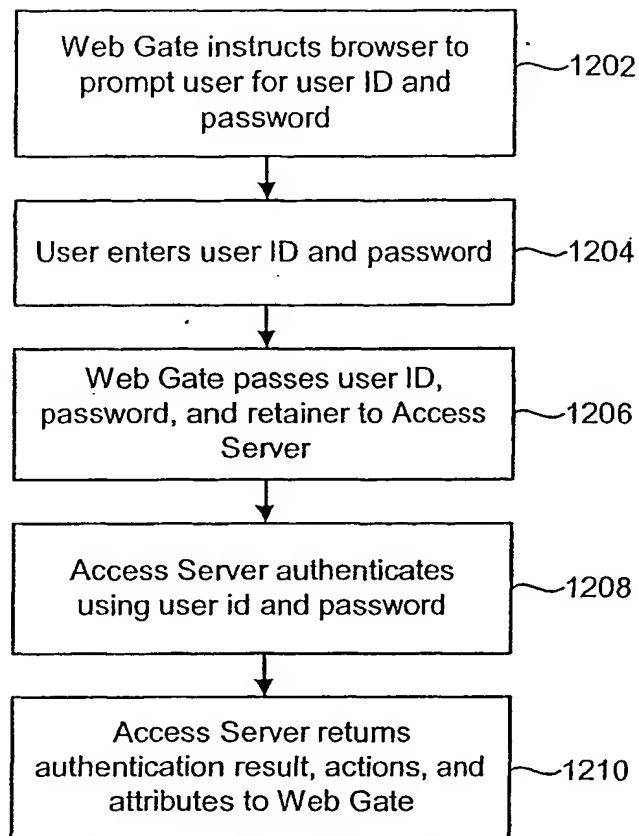 Web Gate instructs browser to
prompt user for user ID and
password
1202
User enters user ID and password
1204
Web Gate passes user ID,
password, and retainer to Access
Server
1206
Access Server authenticates
using user id and password
1208
Access Server returns
authentication result, actions, and
attributes to Web Gate
1210